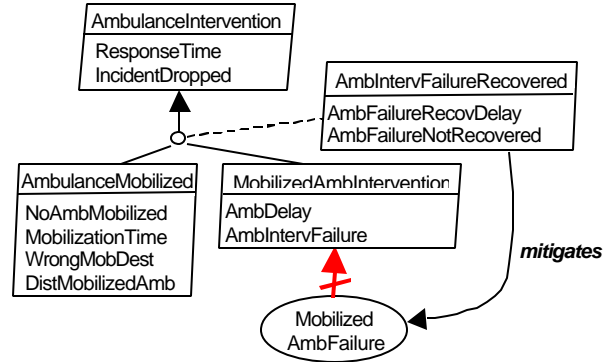 AmbulanceIntervention
ResponseTime
IncidentDropped
AmbIntervFailureRecovered
AmbFailureRecovDelay
AmbFailureNotRecovered
AmbulanceMobilized
NoAmbMobilized
MobilizationTime
WrongMobDest
DistMobilizedAmb
MobilizedAmbIntervention
AmbDelay
AmbIntervFailure
mitigates
Mobilized
AmbFailure